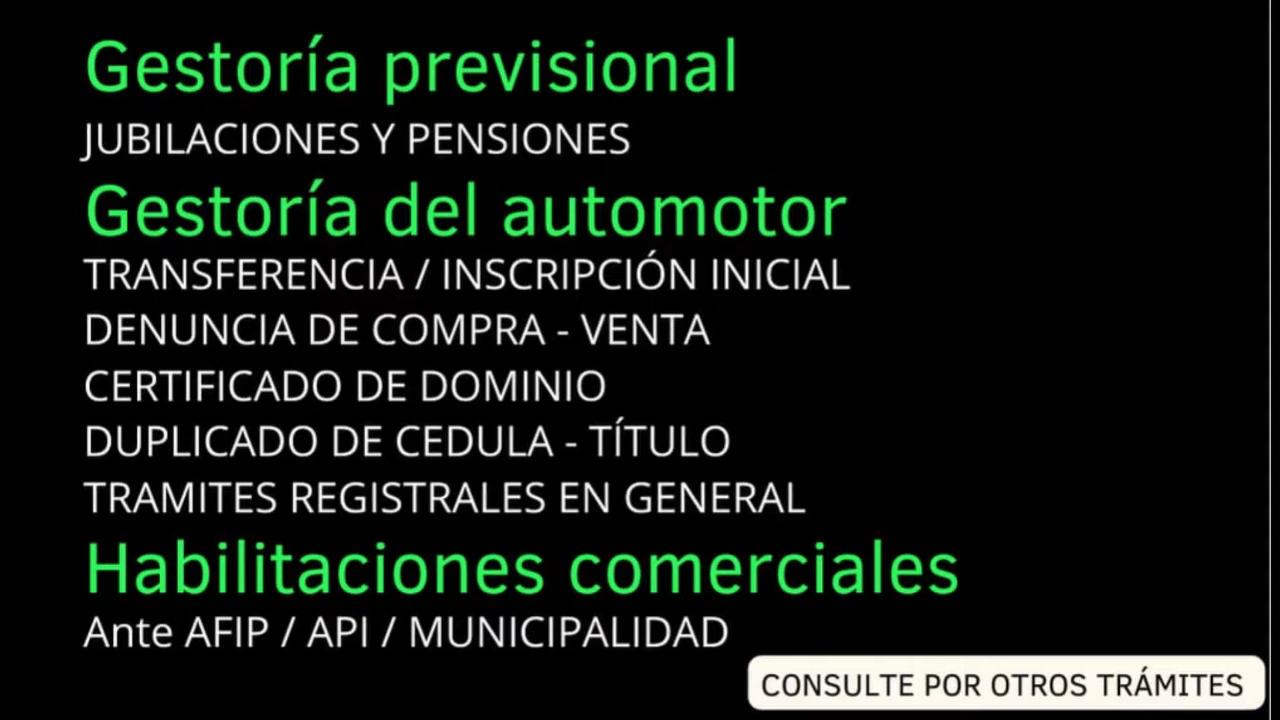 Gestoría previsional
JUBILACIONES Y PENSIONES
Gestoría del automotor
TRANSFERENCIA / INSCRIPCIÓN INICIAL
DENUNCIA DE COMPRA - VENTA
CERTIFICADO DE DOMINIO
DUPLICADO DE CEDULA - TÍTULO
TRAMITES REGISTRALES EN GENERAL
Habilitaciones comerciales
Ante AFIP / API / MUNICIPALIDAD
CONSULTE POR OTROS TRÁMITES